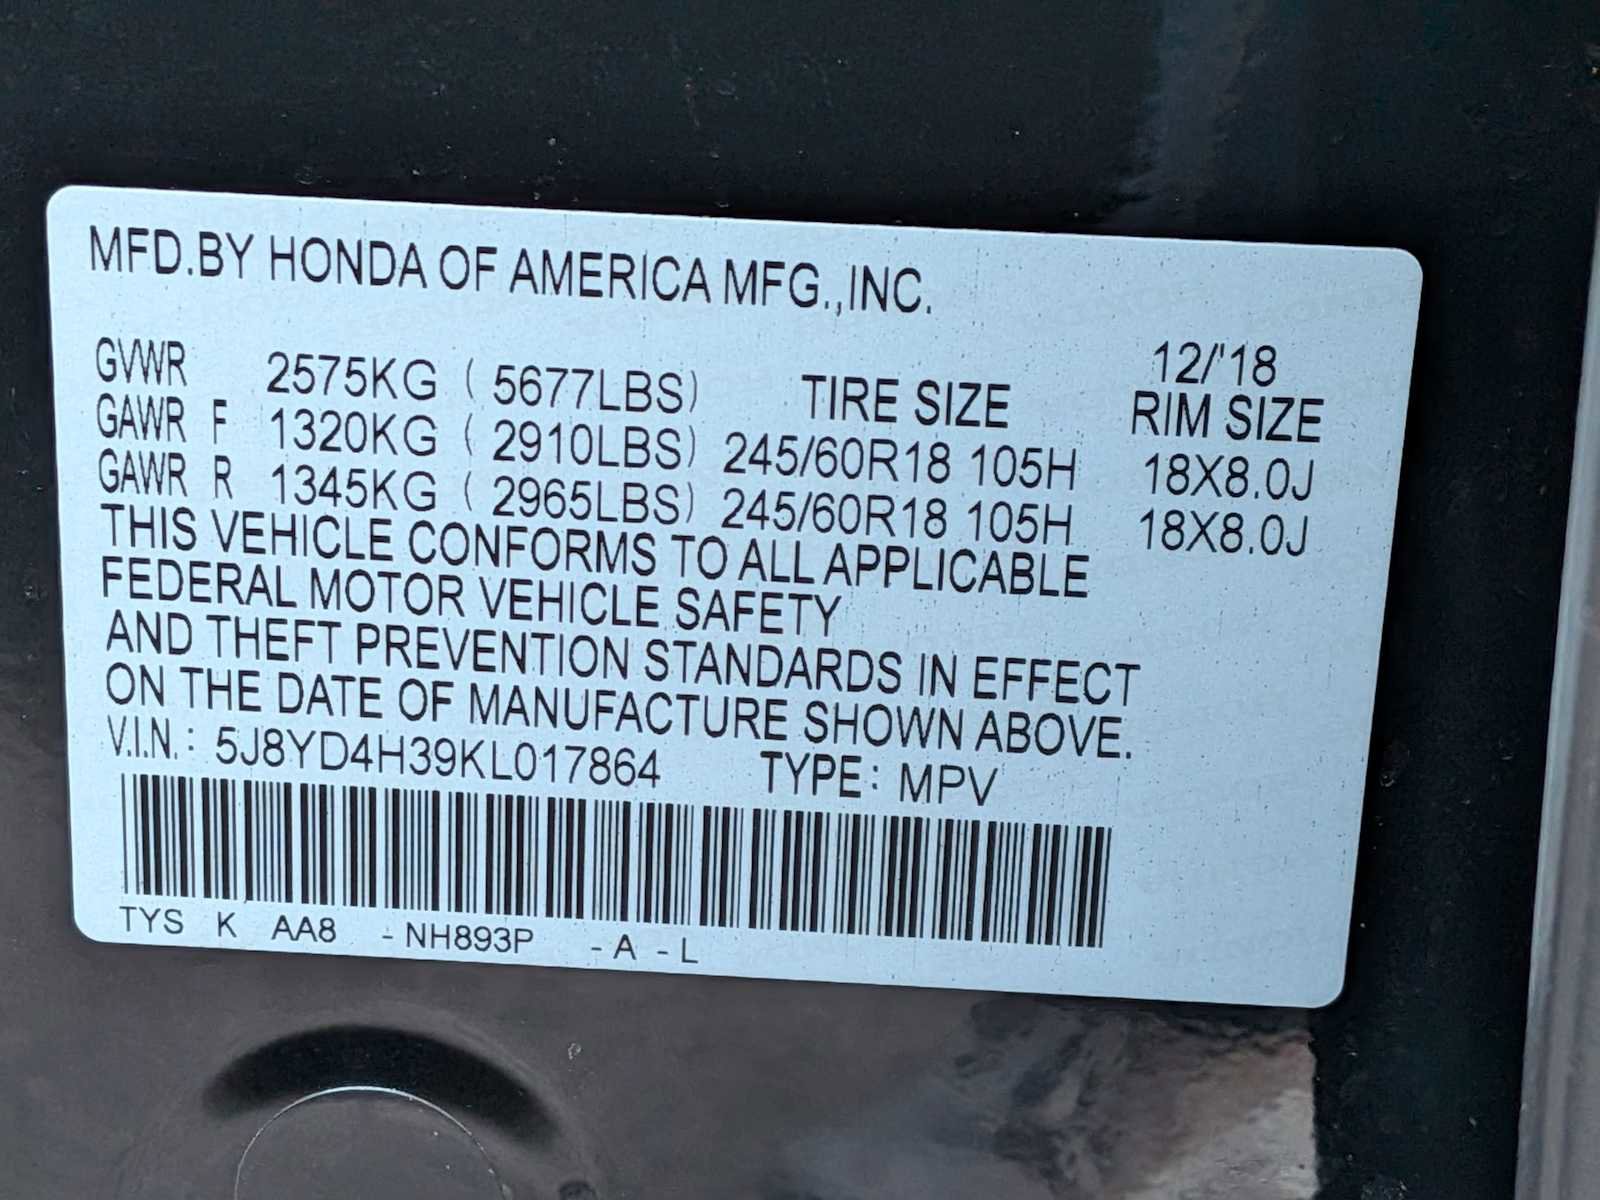 MFD.BY HONDA OF AMERICA MFG.,INC.
12/'18
GVWR 2575KG ( 5677LBS) TIRE SIZE RIM SIZE
GAWR F 1320KG ( 2910LBS) 245/60R18 105H 18X8.0J
GAWR R 1345KG ( 2965LBS) 245/60R18 105H 18X8.0J
THIS VEHICLE CONFORMS TO ALL APPLICABLE
FEDERAL MOTOR VEHICLE SAFETY
AND THEFT PREVENTION STANDARDS IN EFFECT
ON THE DATE OF MANUFACTURE SHOWN ABOVE.
V.I.N.: 5J8YD4H39KL017864 TYPE: MPV
TYS K AA8 -NH893P -A -L